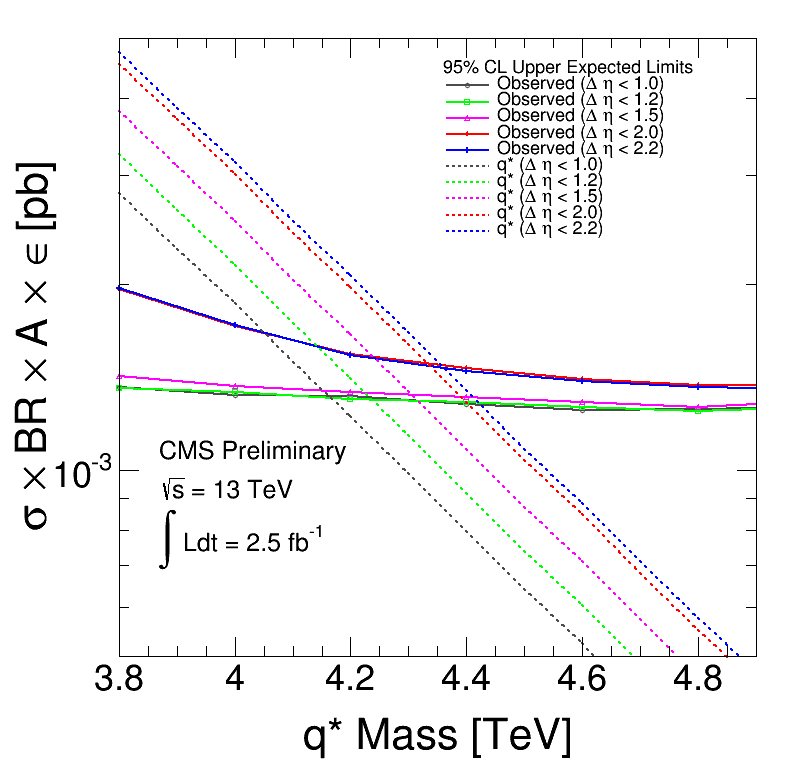 95% CL Upper Expected Limits
Observed (Δ η < 1.0)
Observed (Δ η < 1.2)
Observed (Δ η < 1.5)
Observed (Δ η < 2.0)
Observed (Δ η < 2.2)
q* (Δ η < 1.0)
q* (Δ η < 1.2)
q* (Δ η < 1.5)
q* (Δ η < 2.0)
q* (Δ η < 2.2)
σ × BR × A × ϵ [pb]
10⁻³
CMS Preliminary
√s = 13 TeV
∫ Ldt = 2.5 fb⁻¹
3.8 4 4.2 4.4 4.6 4.8
q* Mass [TeV]